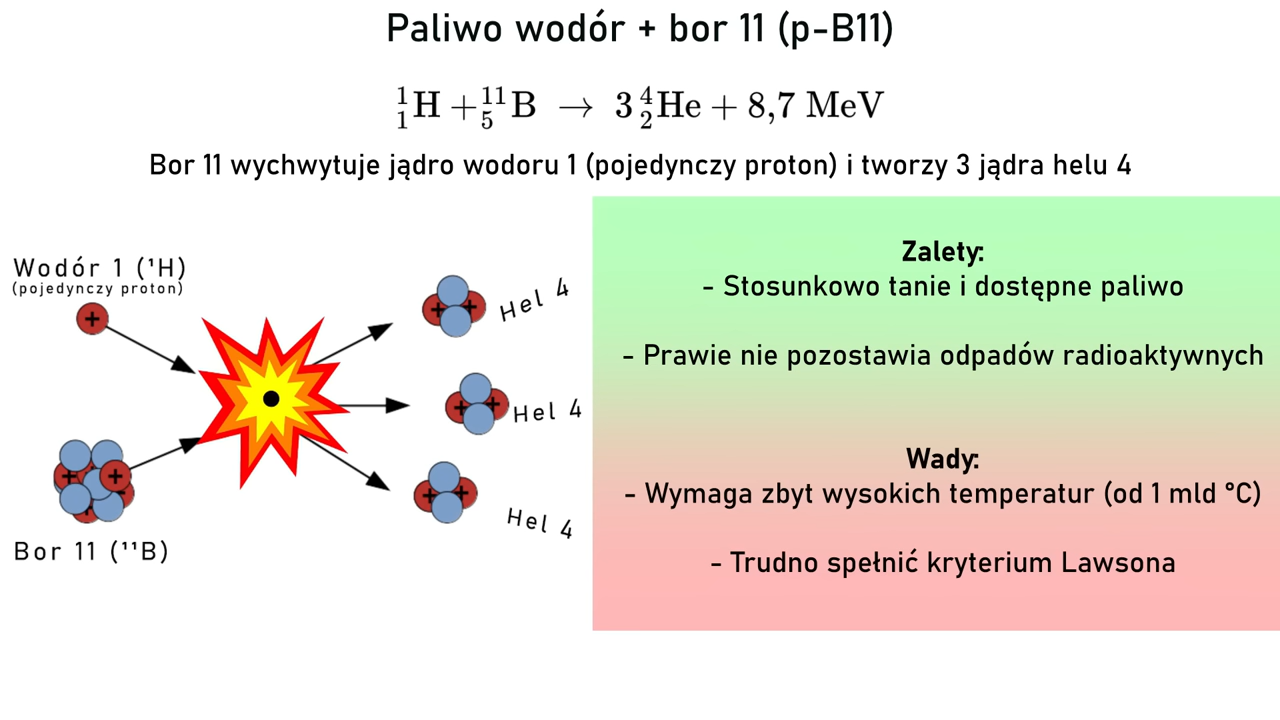 Paliwo wodór + bor 11 (p-B11)
¹₁H + ¹¹₅B → 3 ⁴₂He + 8,7 MeV
Bor 11 wychwytuje jądro wodoru 1 (pojedynczy proton) i tworzy 3 jądra helu 4
Wodór 1 (¹H)
(pojedynczy proton)
Hel 4
Hel 4
Hel 4
Bor 11 (¹¹B)
Zalety:
- Stosunkowo tanie i dostępne paliwo
- Prawie nie pozostawia odpadów radioaktywnych
Wady:
- Wymaga zbyt wysokich temperatur (od 1 mld °C)
- Trudno spełnić kryterium Lawsona